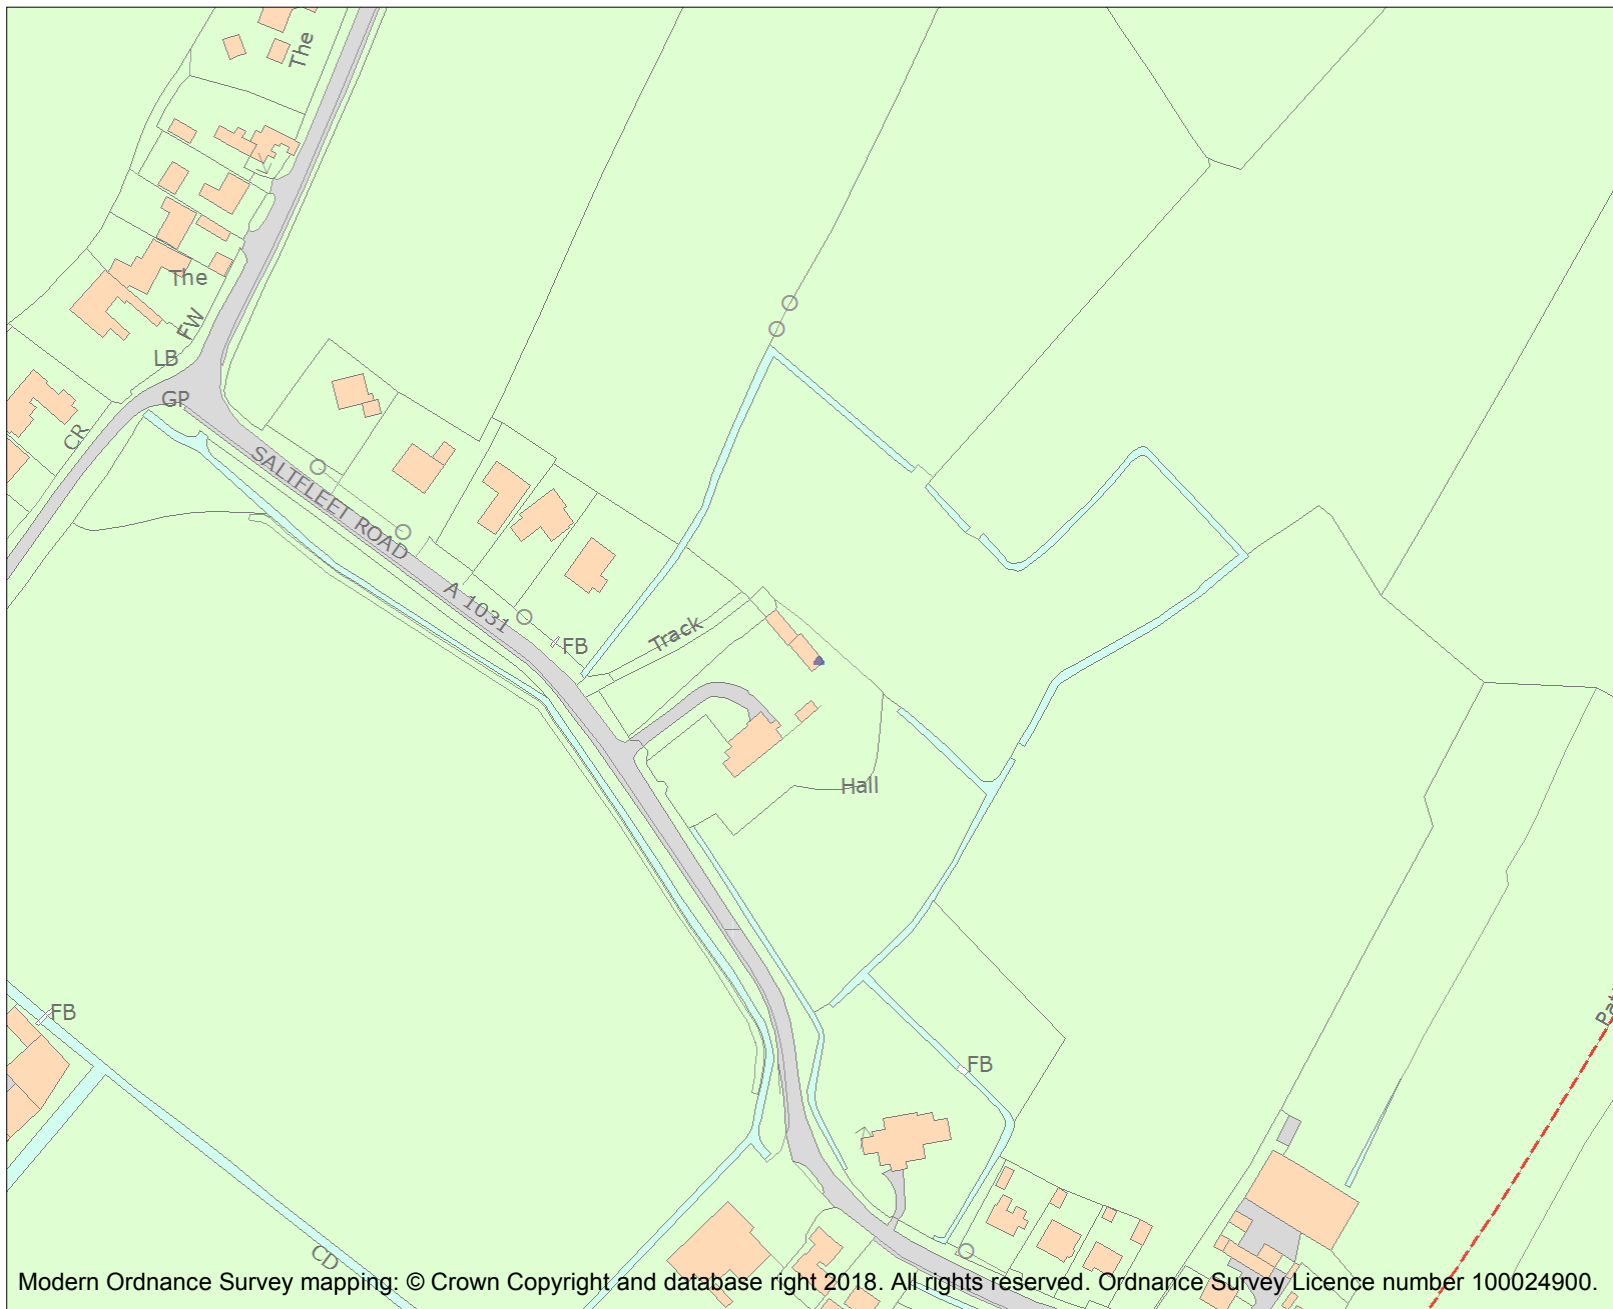 The
The
FW
LB
GP
CR
SALTFLEET ROAD
A 1031
FB
Track
Hall
FB
FB
CD
Modern Ordnance Survey mapping: © Crown Copyright and database right 2018. All rights reserved. Ordnance Survey Licence number 100024900.